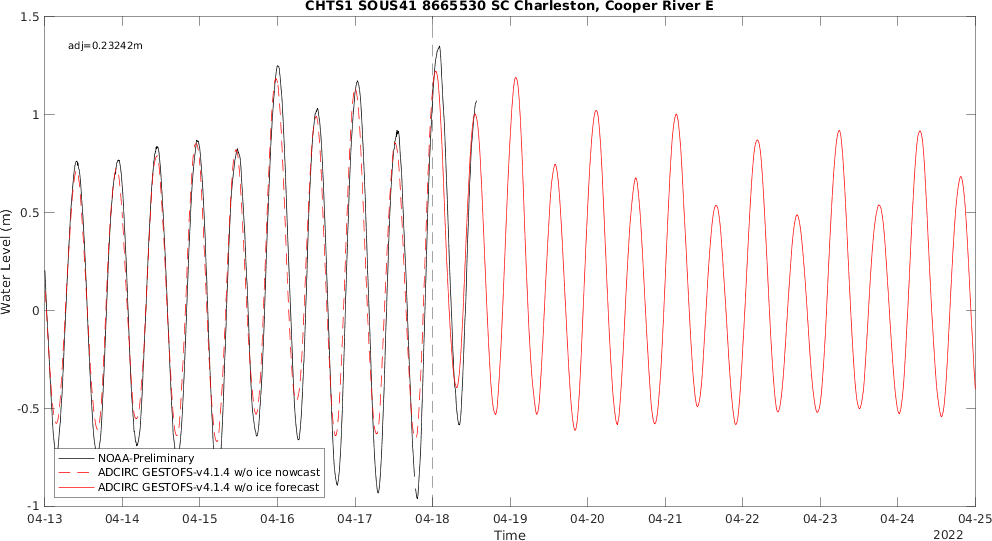 CHTS1 SOUS41 8665530 SC Charleston, Cooper River E
adj=0.23242m
1.5
1
0.5
0
-0.5
-1
Water Level (m)
NOAA-Preliminary
ADCIRC GESTOFS-v4.1.4 w/o ice nowcast
ADCIRC GESTOFS-v4.1.4 w/o ice forecast
04-13 04-14 04-15 04-16 04-17 04-18 04-19 04-20 04-21 04-22 04-23 04-24 04-25
Time
2022